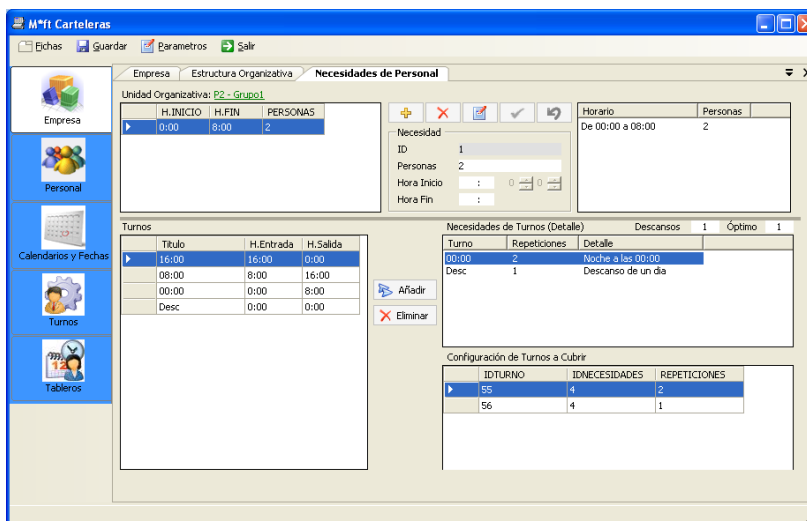 M*ft Carteleras
Fichas Guardar Parametros Salir
Empresa Estructura Organizativa Necesidades de Personal
Empresa
Personal
Calendarios y Fechas
Turnos
Tableros
Unidad Organizativa: P2 - Grupo1
H.INICIO H.FIN PERSONAS
0:00 8:00 2
Necesidad
ID 1
Personas 2
Hora Inicio : 0 0
Hora Fin :
Horario Personas
De 00:00 a 08:00 2
Turnos
Titulo H.Entrada H.Salida
16:00 16:00 0:00
08:00 8:00 16:00
00:00 0:00 8:00
Desc 0:00 0:00
Añadir
Eliminar
Necesidades de Turnos (Detalle) Descansos 1 Óptimo 1
Turno Repeticiones Detalle
00:00 2 Noche a las 00:00
Desc 1 Descanso de un dia
Configuración de Turnos a Cubrir
IDTURNO IDNECESIDADES REPETICIONES
55 4 2
56 4 1